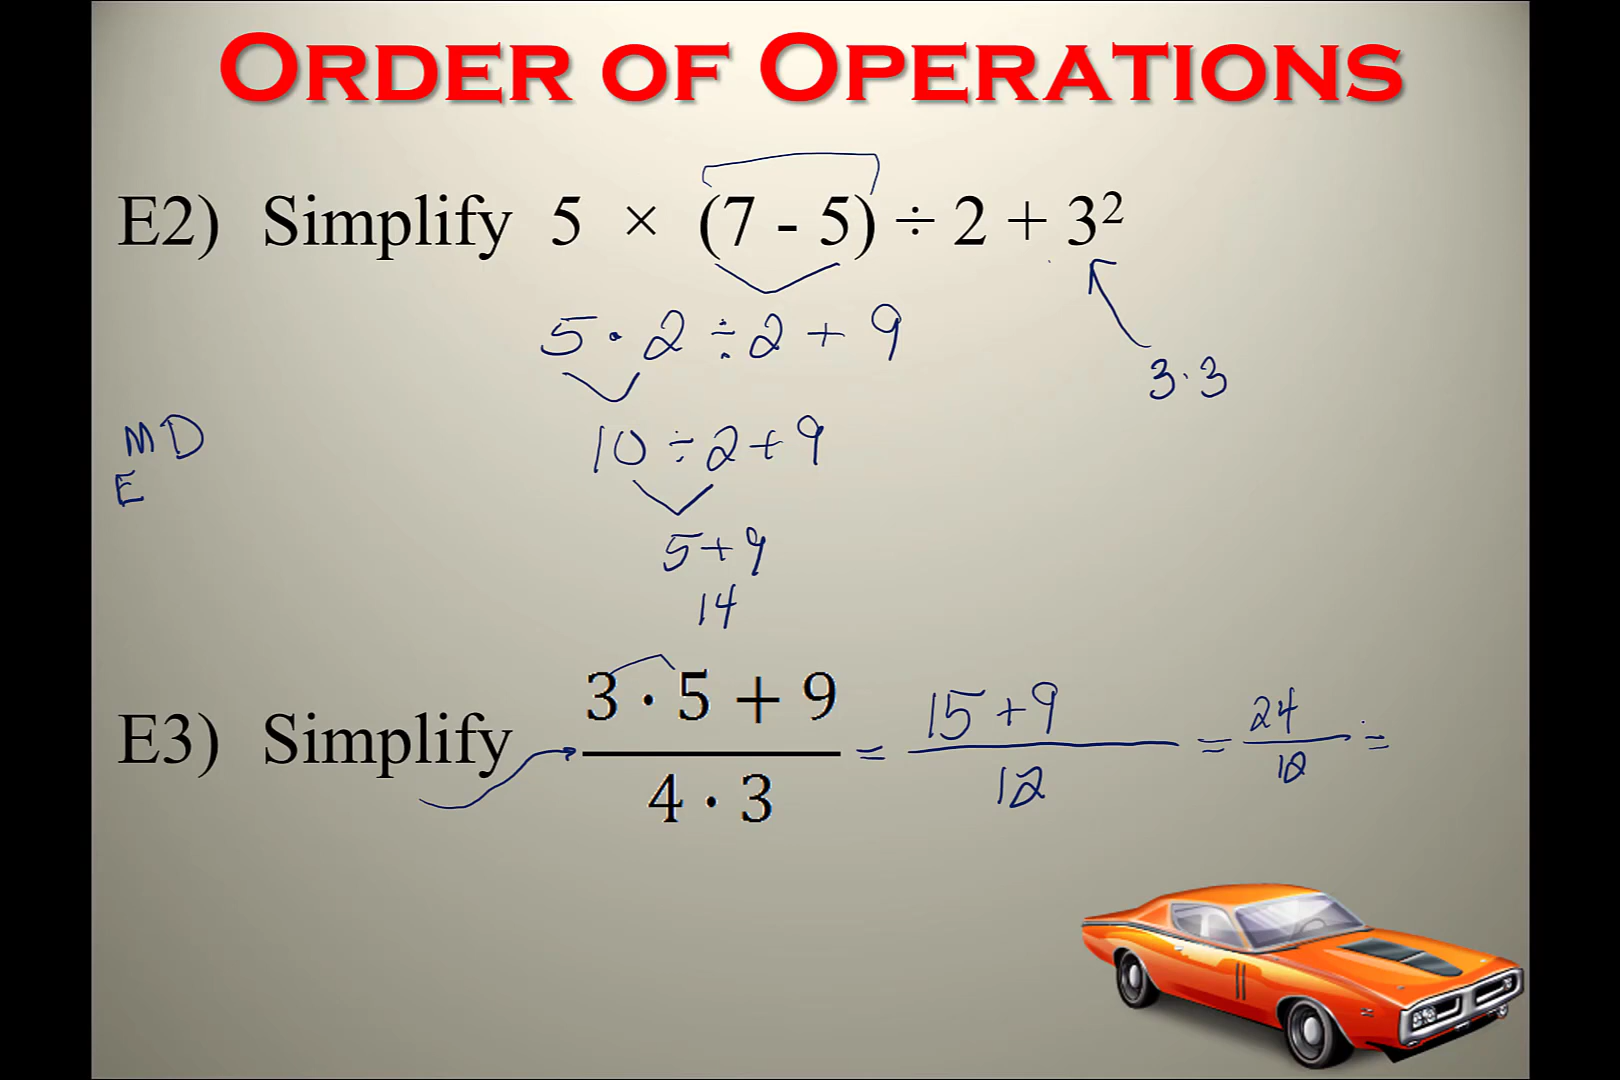 ORDER OF OPERATIONS
E2) Simplify 5 × (7 - 5) ÷ 2 + 3²
5 · 2 ÷ 2 + 9
3 · 3
10 ÷ 2 + 9
MD
E
5 + 9
14
E3) Simplify
3 · 5 + 9 / 4 · 3 = 15 + 9 / 12 = 24 / 12 =